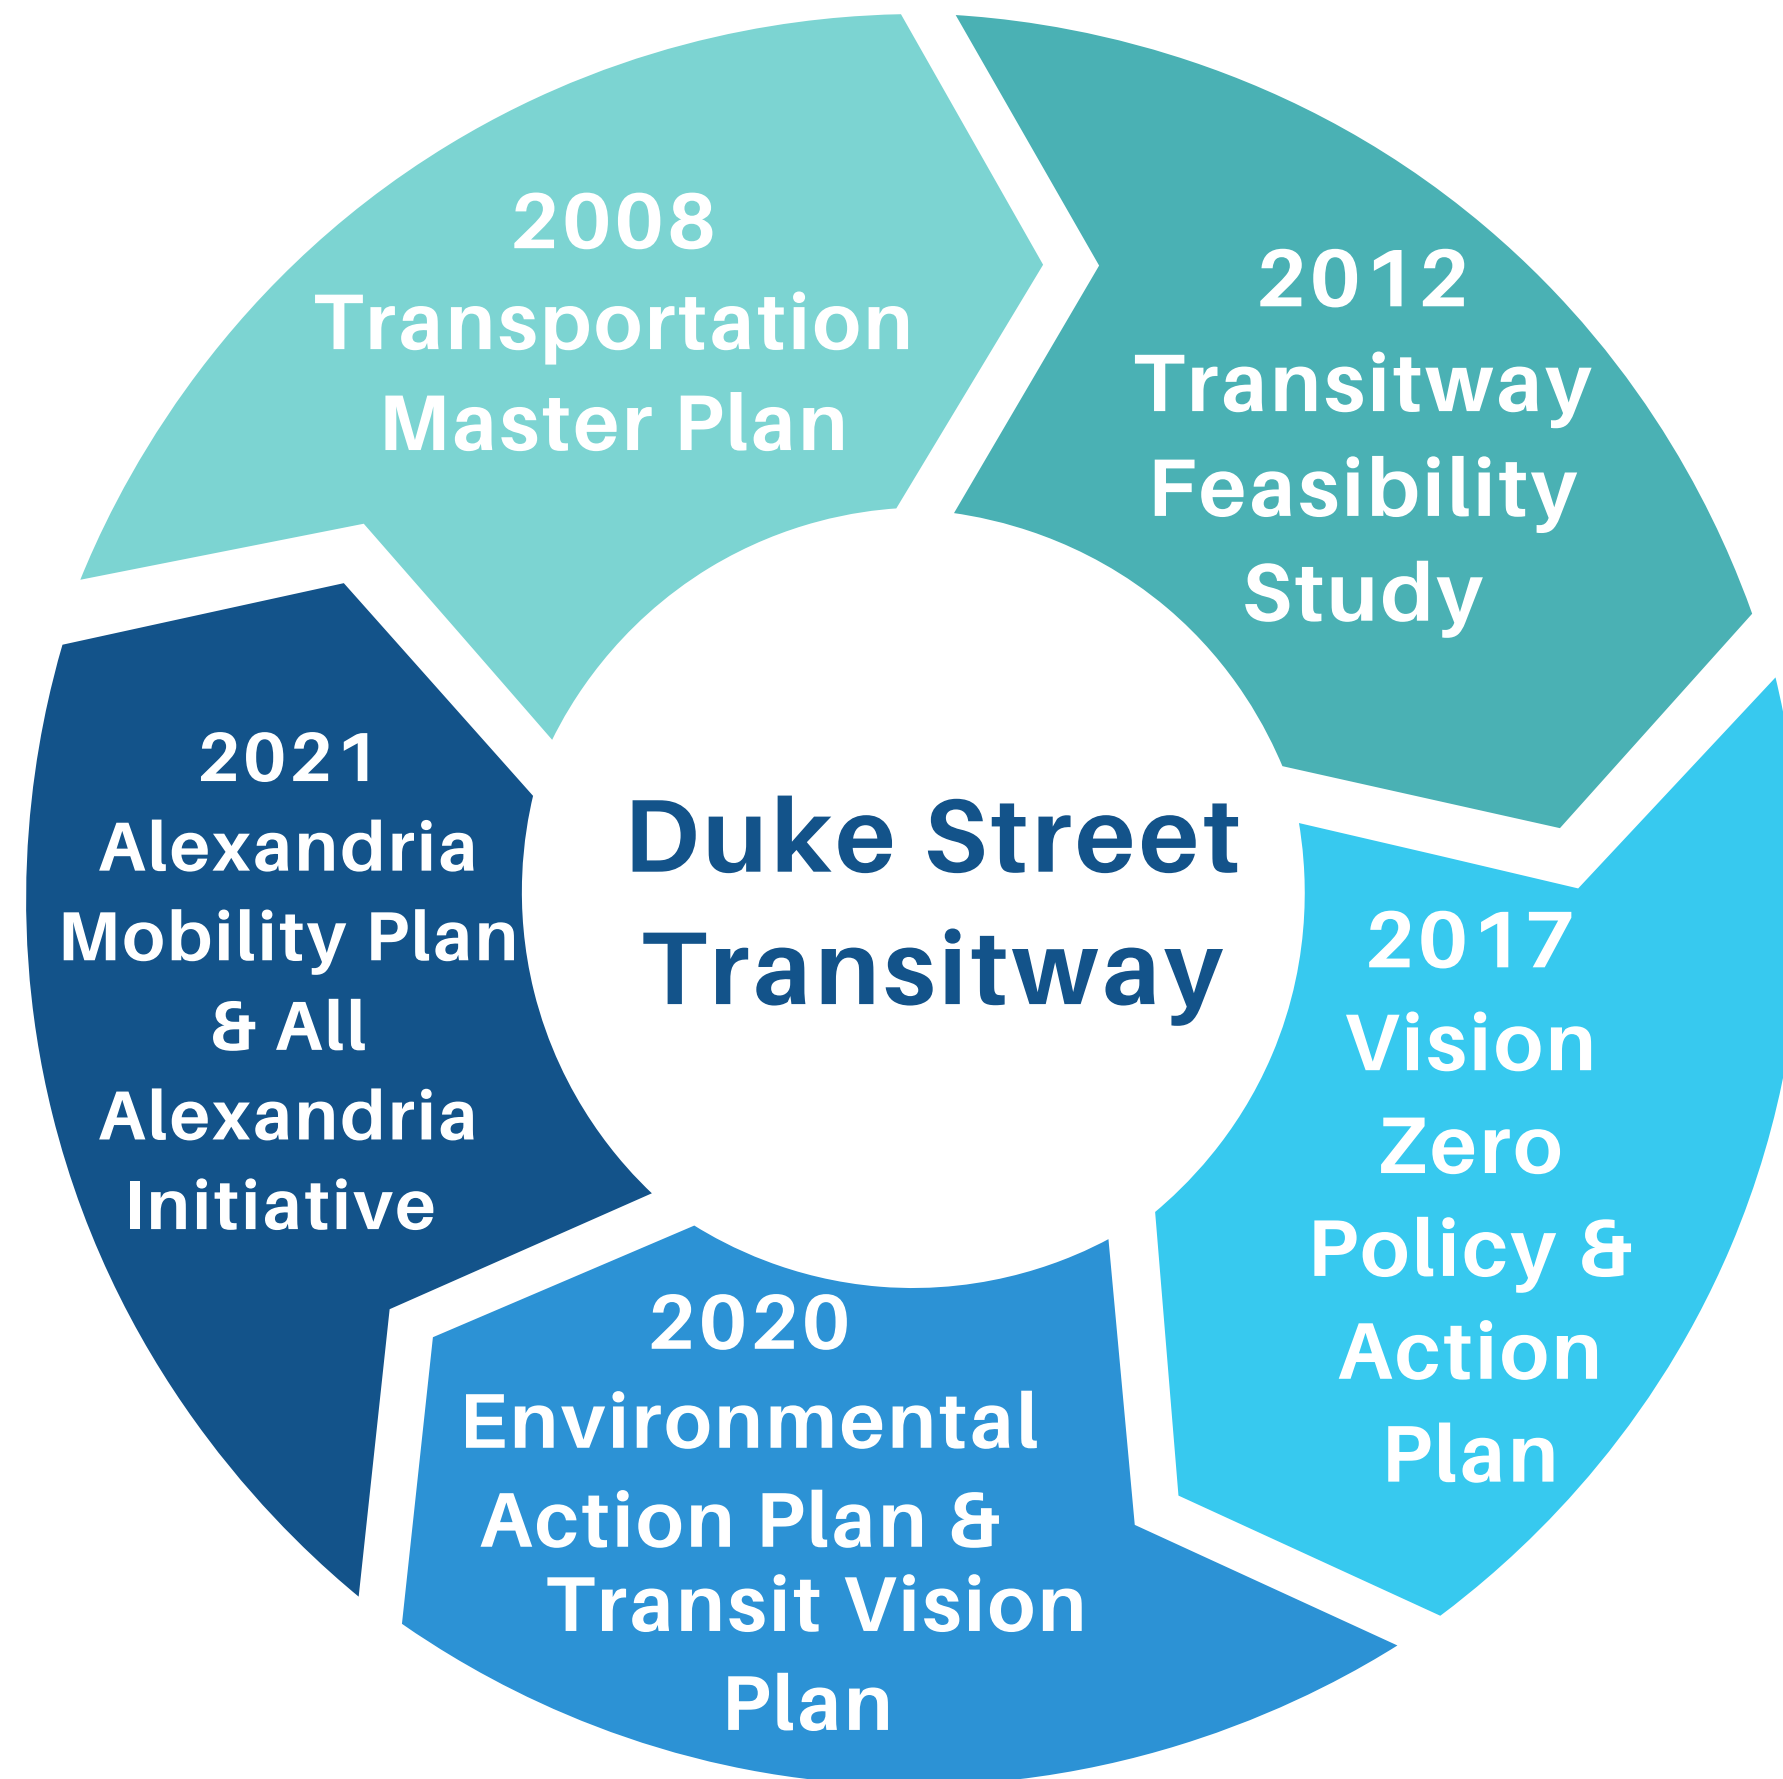 2008
Transportation
Master Plan
2012
Transitway
Feasibility
Study
2017
Vision
Zero
Policy &
Action
Plan
2020
Environmental
Action Plan &
Transit Vision
Plan
2021
Alexandria
Mobility Plan
& All
Alexandria
Initiative
Duke Street
Transitway